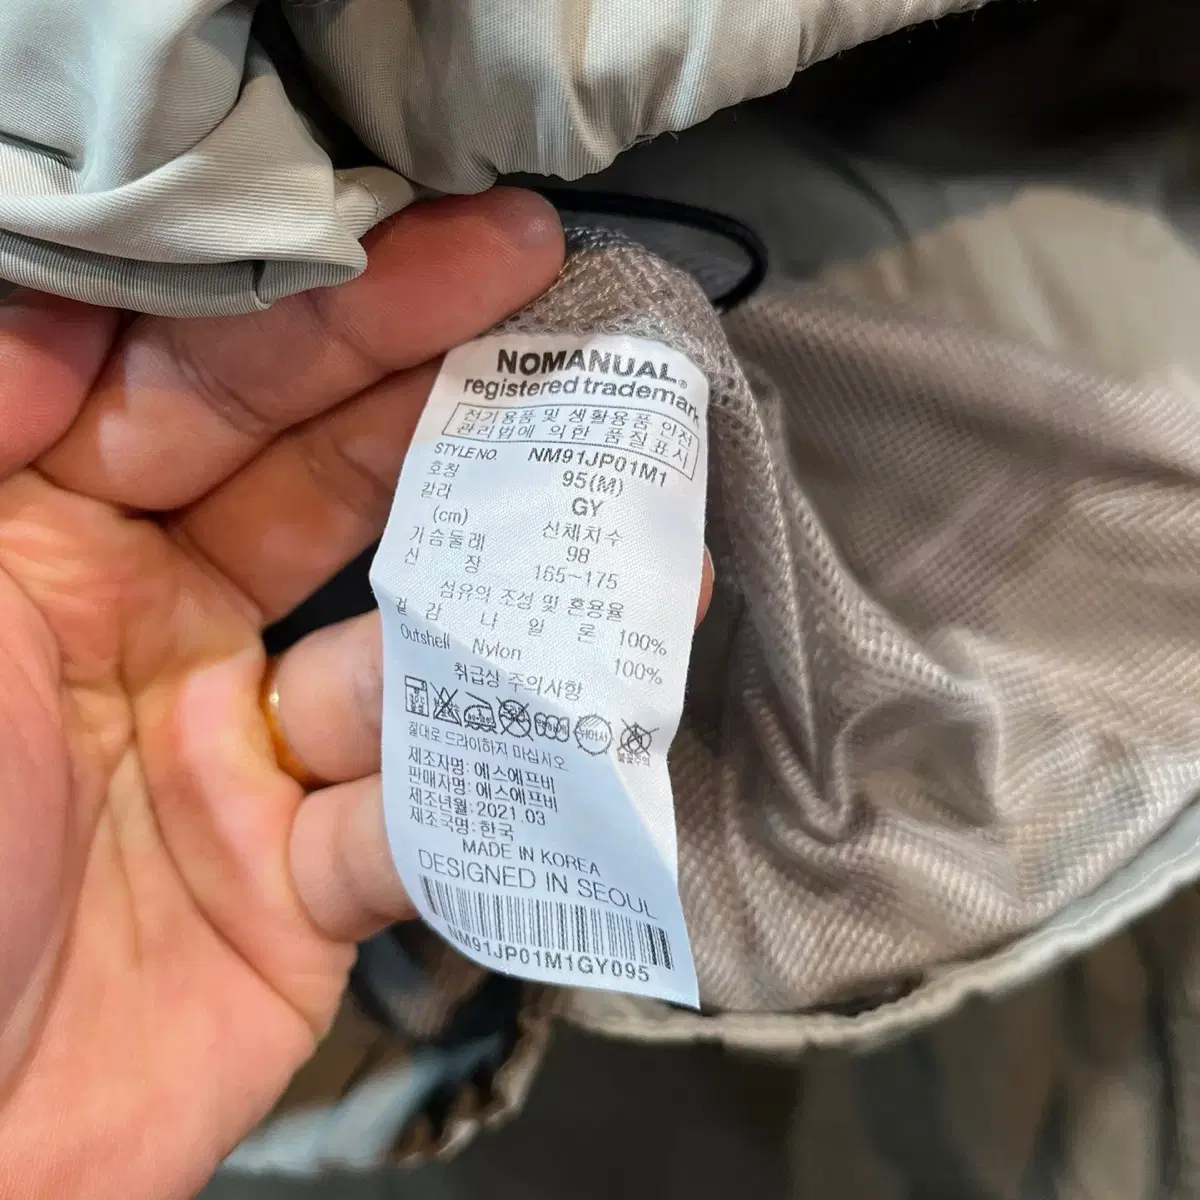 NOMANUAL®
registered trademark
전기용품 및 생활용품 안전
관리법에 의한 품질표시
STYLE NO. NM91JP01M1
호칭 95(M)
칼라 GY
(cm) 신체치수
가슴둘레 98
신 장 165~175
섬유의 조성 및 혼용율
겉 감 나 일 론 100%
Outshell Nylon 100%
취급상 주의사항
절대로 드라이하지 마십시오
제조자명: 에스에프비
판매자명: 에스에프비
제조년월: 2021.03
제조국명: 한국
MADE IN KOREA
DESIGNED IN SEOUL
NM91JP01M1GY095